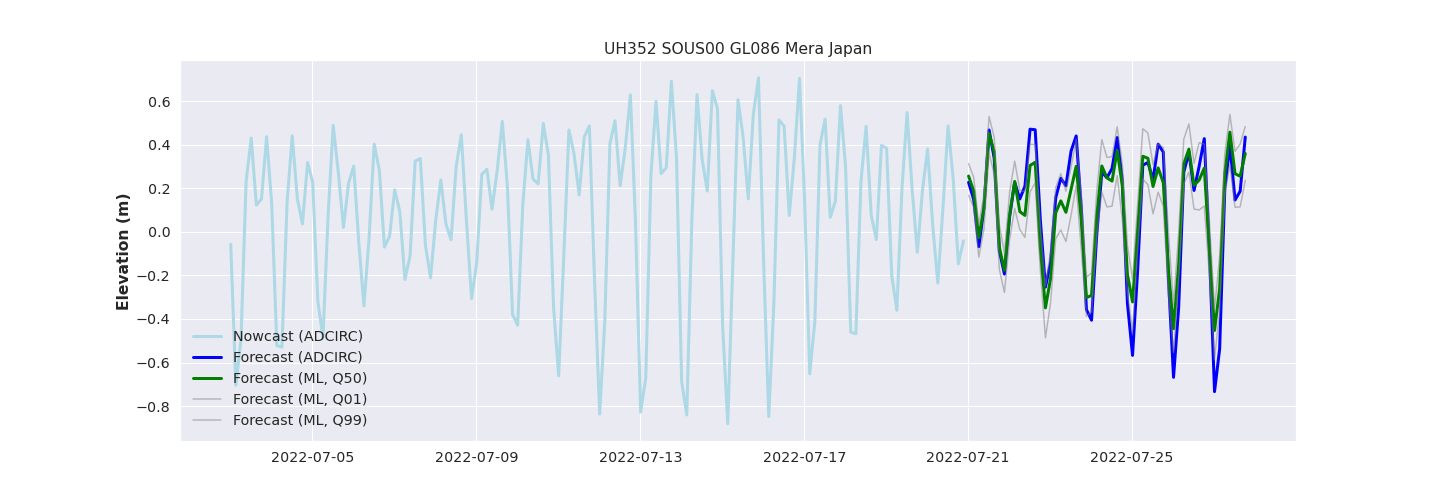 UH352 SOUS00 GL086 Mera Japan
Elevation (m)
0.6
0.4
0.2
0.0
−0.2
−0.4
−0.6
−0.8
Nowcast (ADCIRC)
Forecast (ADCIRC)
Forecast (ML, Q50)
Forecast (ML, Q01)
Forecast (ML, Q99)
2022-07-05 2022-07-09 2022-07-13 2022-07-17 2022-07-21 2022-07-25